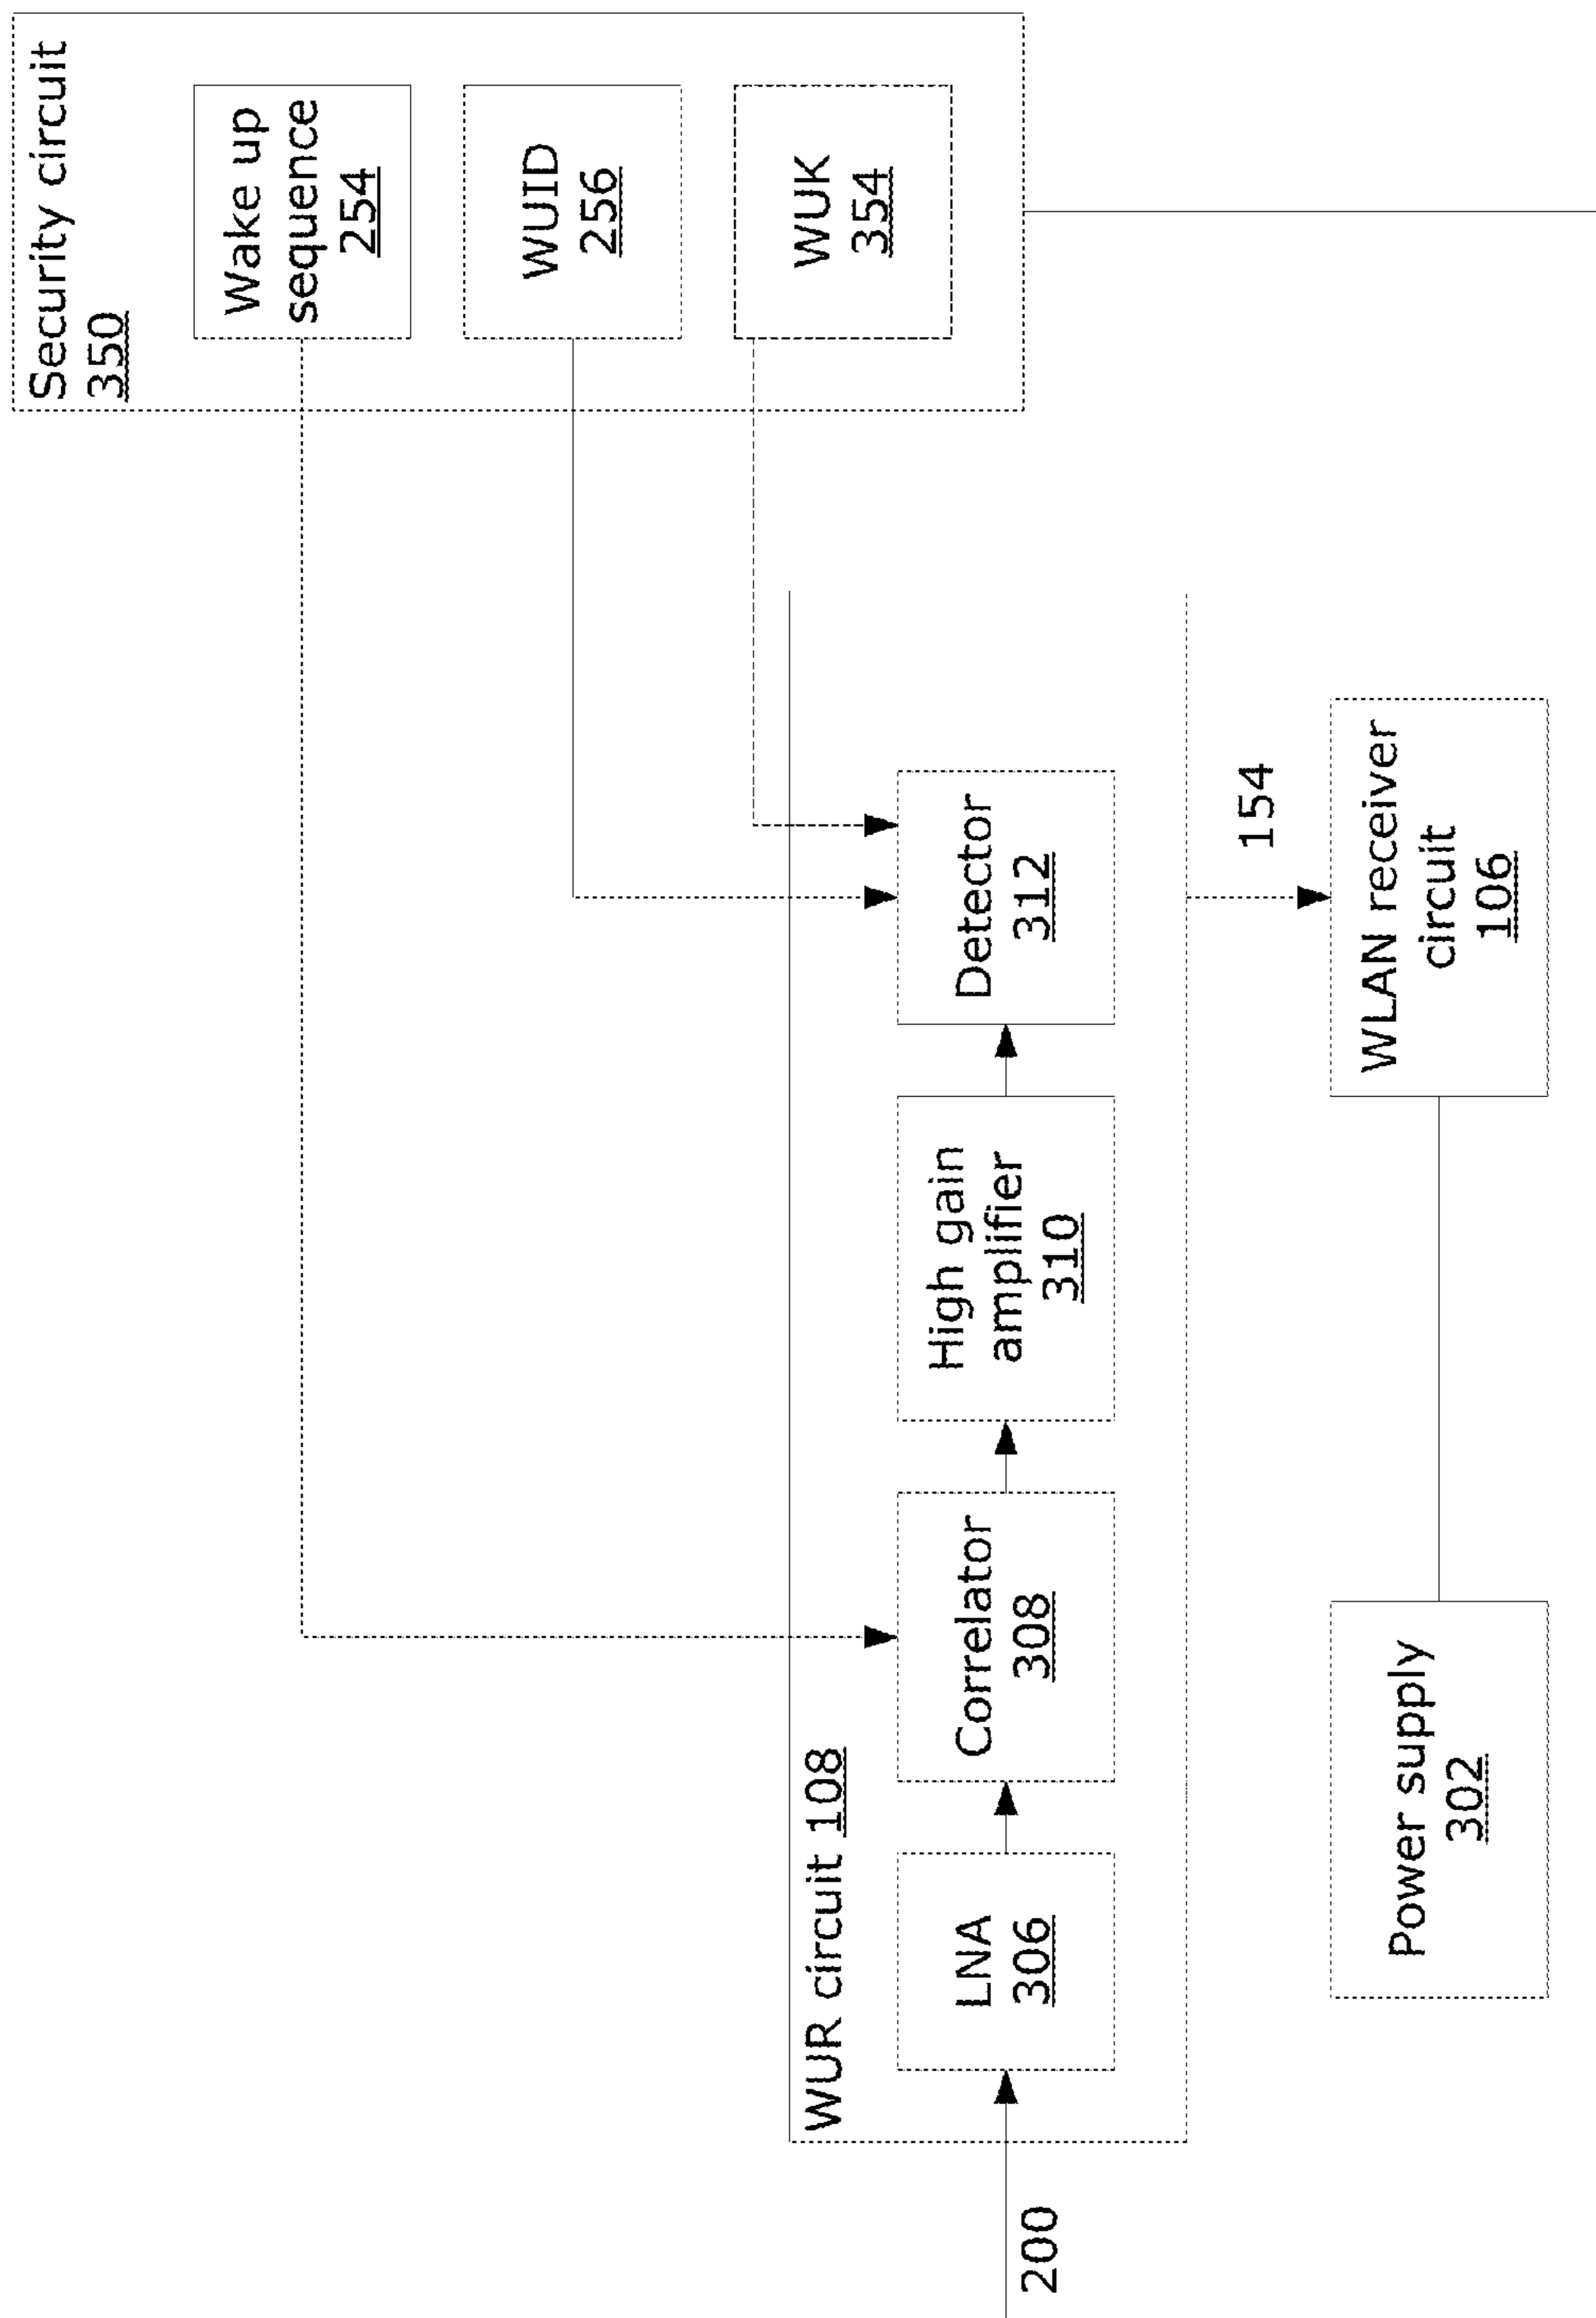 Security circuit
350
Wake up
sequence
254
WUID
256
WUK
354
WUR circuit 108
200
LNA
306
Correlator
308
High gain
amplifier
310
Detector
312
154
Power supply
302
WLAN receiver
circuit
106